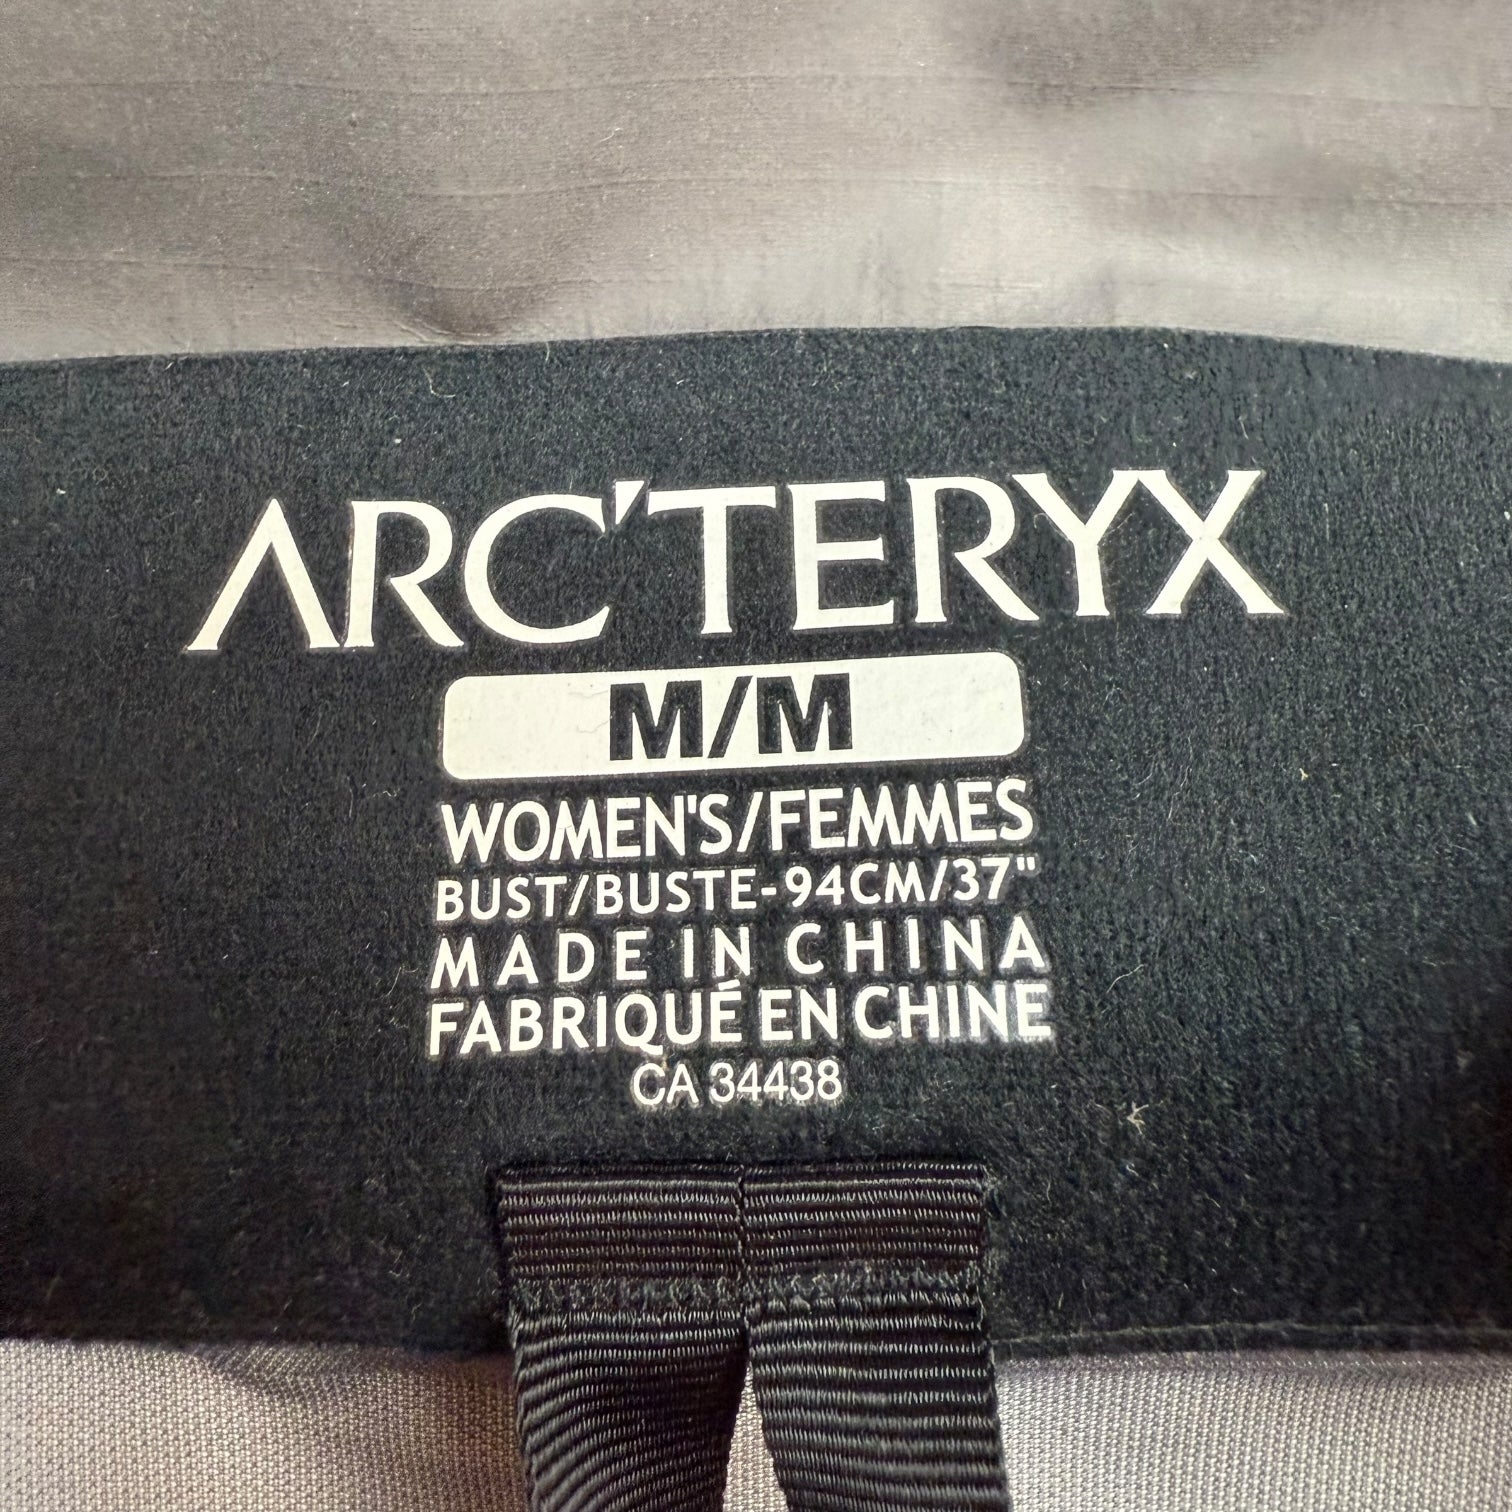 ARC'TERYX
M/M
WOMEN'S/FEMMES
BUST/BUSTE-94CM/37"
MADE IN CHINA
FABRIQUÉ EN CHINE
CA 34438